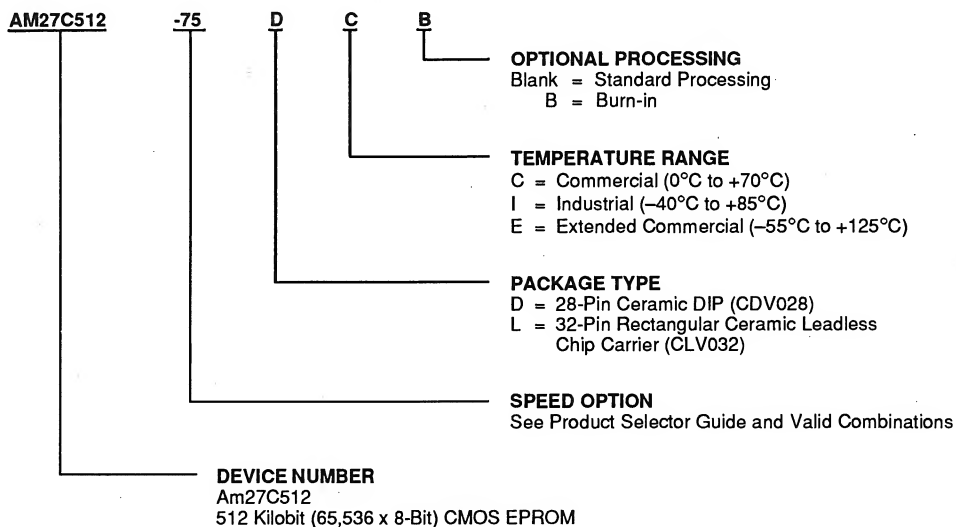 AM27C512 -75 D C B
OPTIONAL PROCESSING
Blank = Standard Processing
B = Burn-in
TEMPERATURE RANGE
C = Commercial (0°C to +70°C)
I = Industrial (–40°C to +85°C)
E = Extended Commercial (–55°C to +125°C)
PACKAGE TYPE
D = 28-Pin Ceramic DIP (CDV028)
L = 32-Pin Rectangular Ceramic Leadless
Chip Carrier (CLV032)
SPEED OPTION
See Product Selector Guide and Valid Combinations
DEVICE NUMBER
Am27C512
512 Kilobit (65,536 x 8-Bit) CMOS EPROM